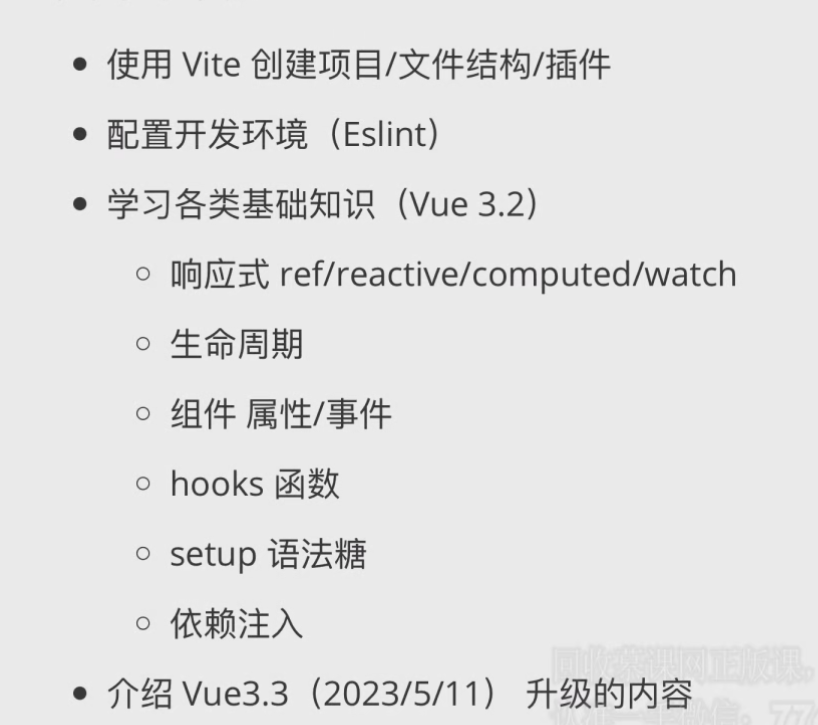 使用 Vite 创建项目/文件结构/插件
配置开发环境（Eslint）
学习各类基础知识（Vue 3.2）
响应式 ref/reactive/computed/watch
生命周期
组件 属性/事件
hooks 函数
setup 语法糖
依赖注入
介绍 Vue3.3（2023/5/11） 升级的内容